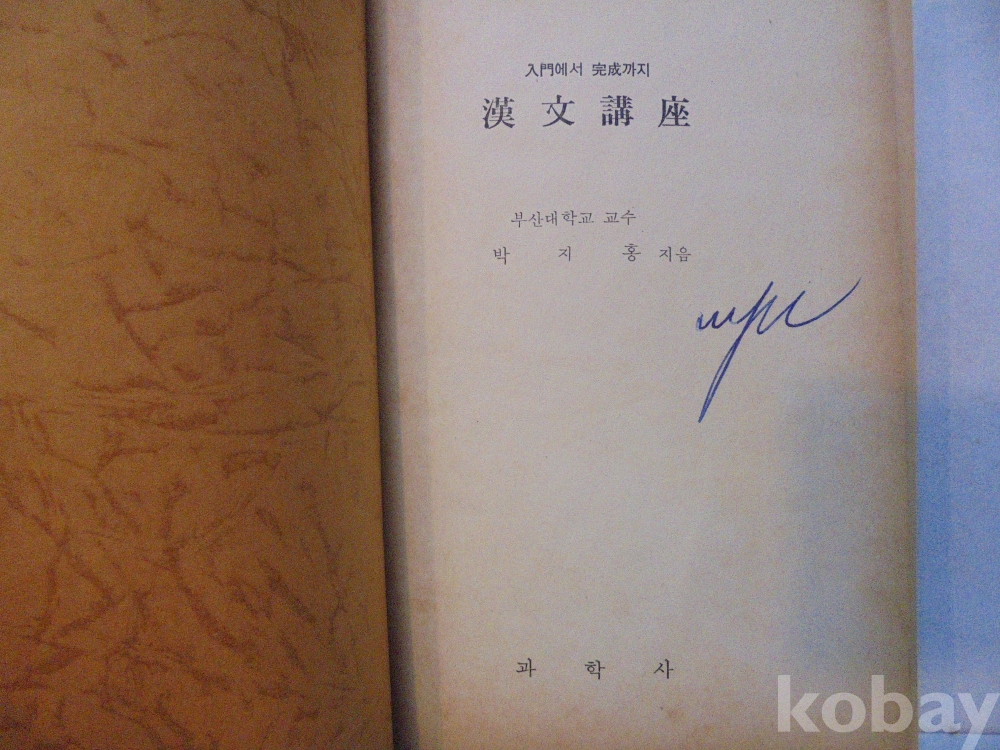 入門에서 完成까지
漢文講座
부산대학교 교수
박지홍 지음
과학사
kobay